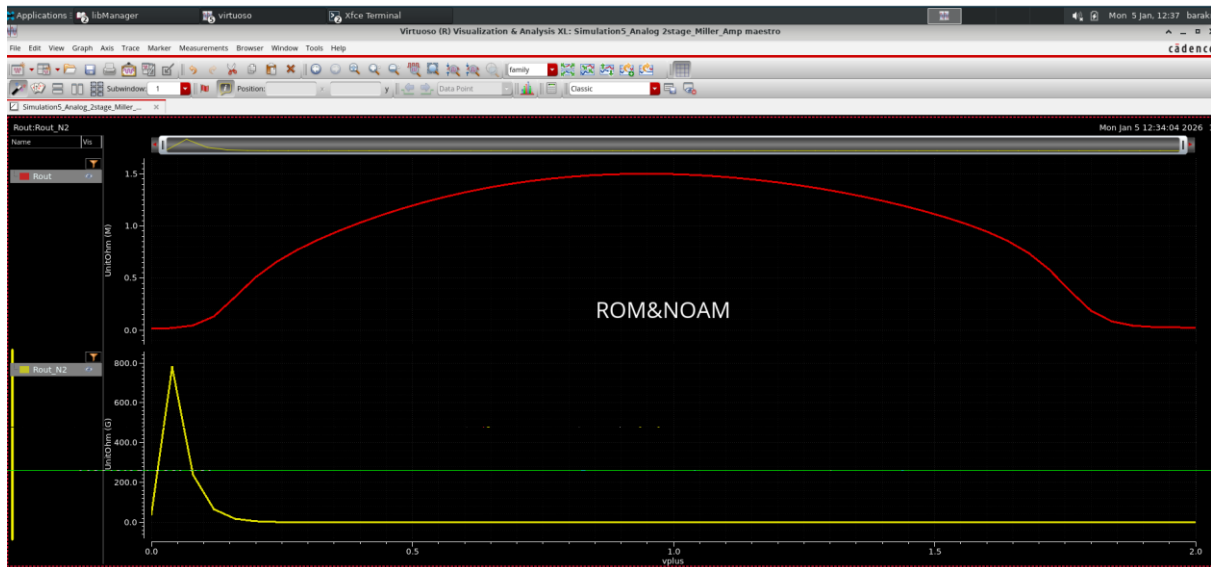 Applications libManager virtuoso Xfce Terminal Mon 5 Jan, 12:37 barak
Virtuoso (R) Visualization & Analysis XL: Simulation5_Analog 2stage_Miller_Amp maestro
File Edit View Graph Axis Trace Marker Measurements Browser Window Tools Help cādence
family
Subwindow: 1 Position: x y Data Point Classic
Simulation5_Analog_2stage_Miller_...
Rout:Rout_N2 Mon Jan 5 12:34:04 2026
Name Vis
Rout
UnitOhm (M)
1.5
1.0
0.5
0.0
ROM&NOAM
Rout_N2
UnitOhm (G)
800.0
600.0
400.0
200.0
0.0
0.0 0.5 1.0 1.5 2.0
vplus